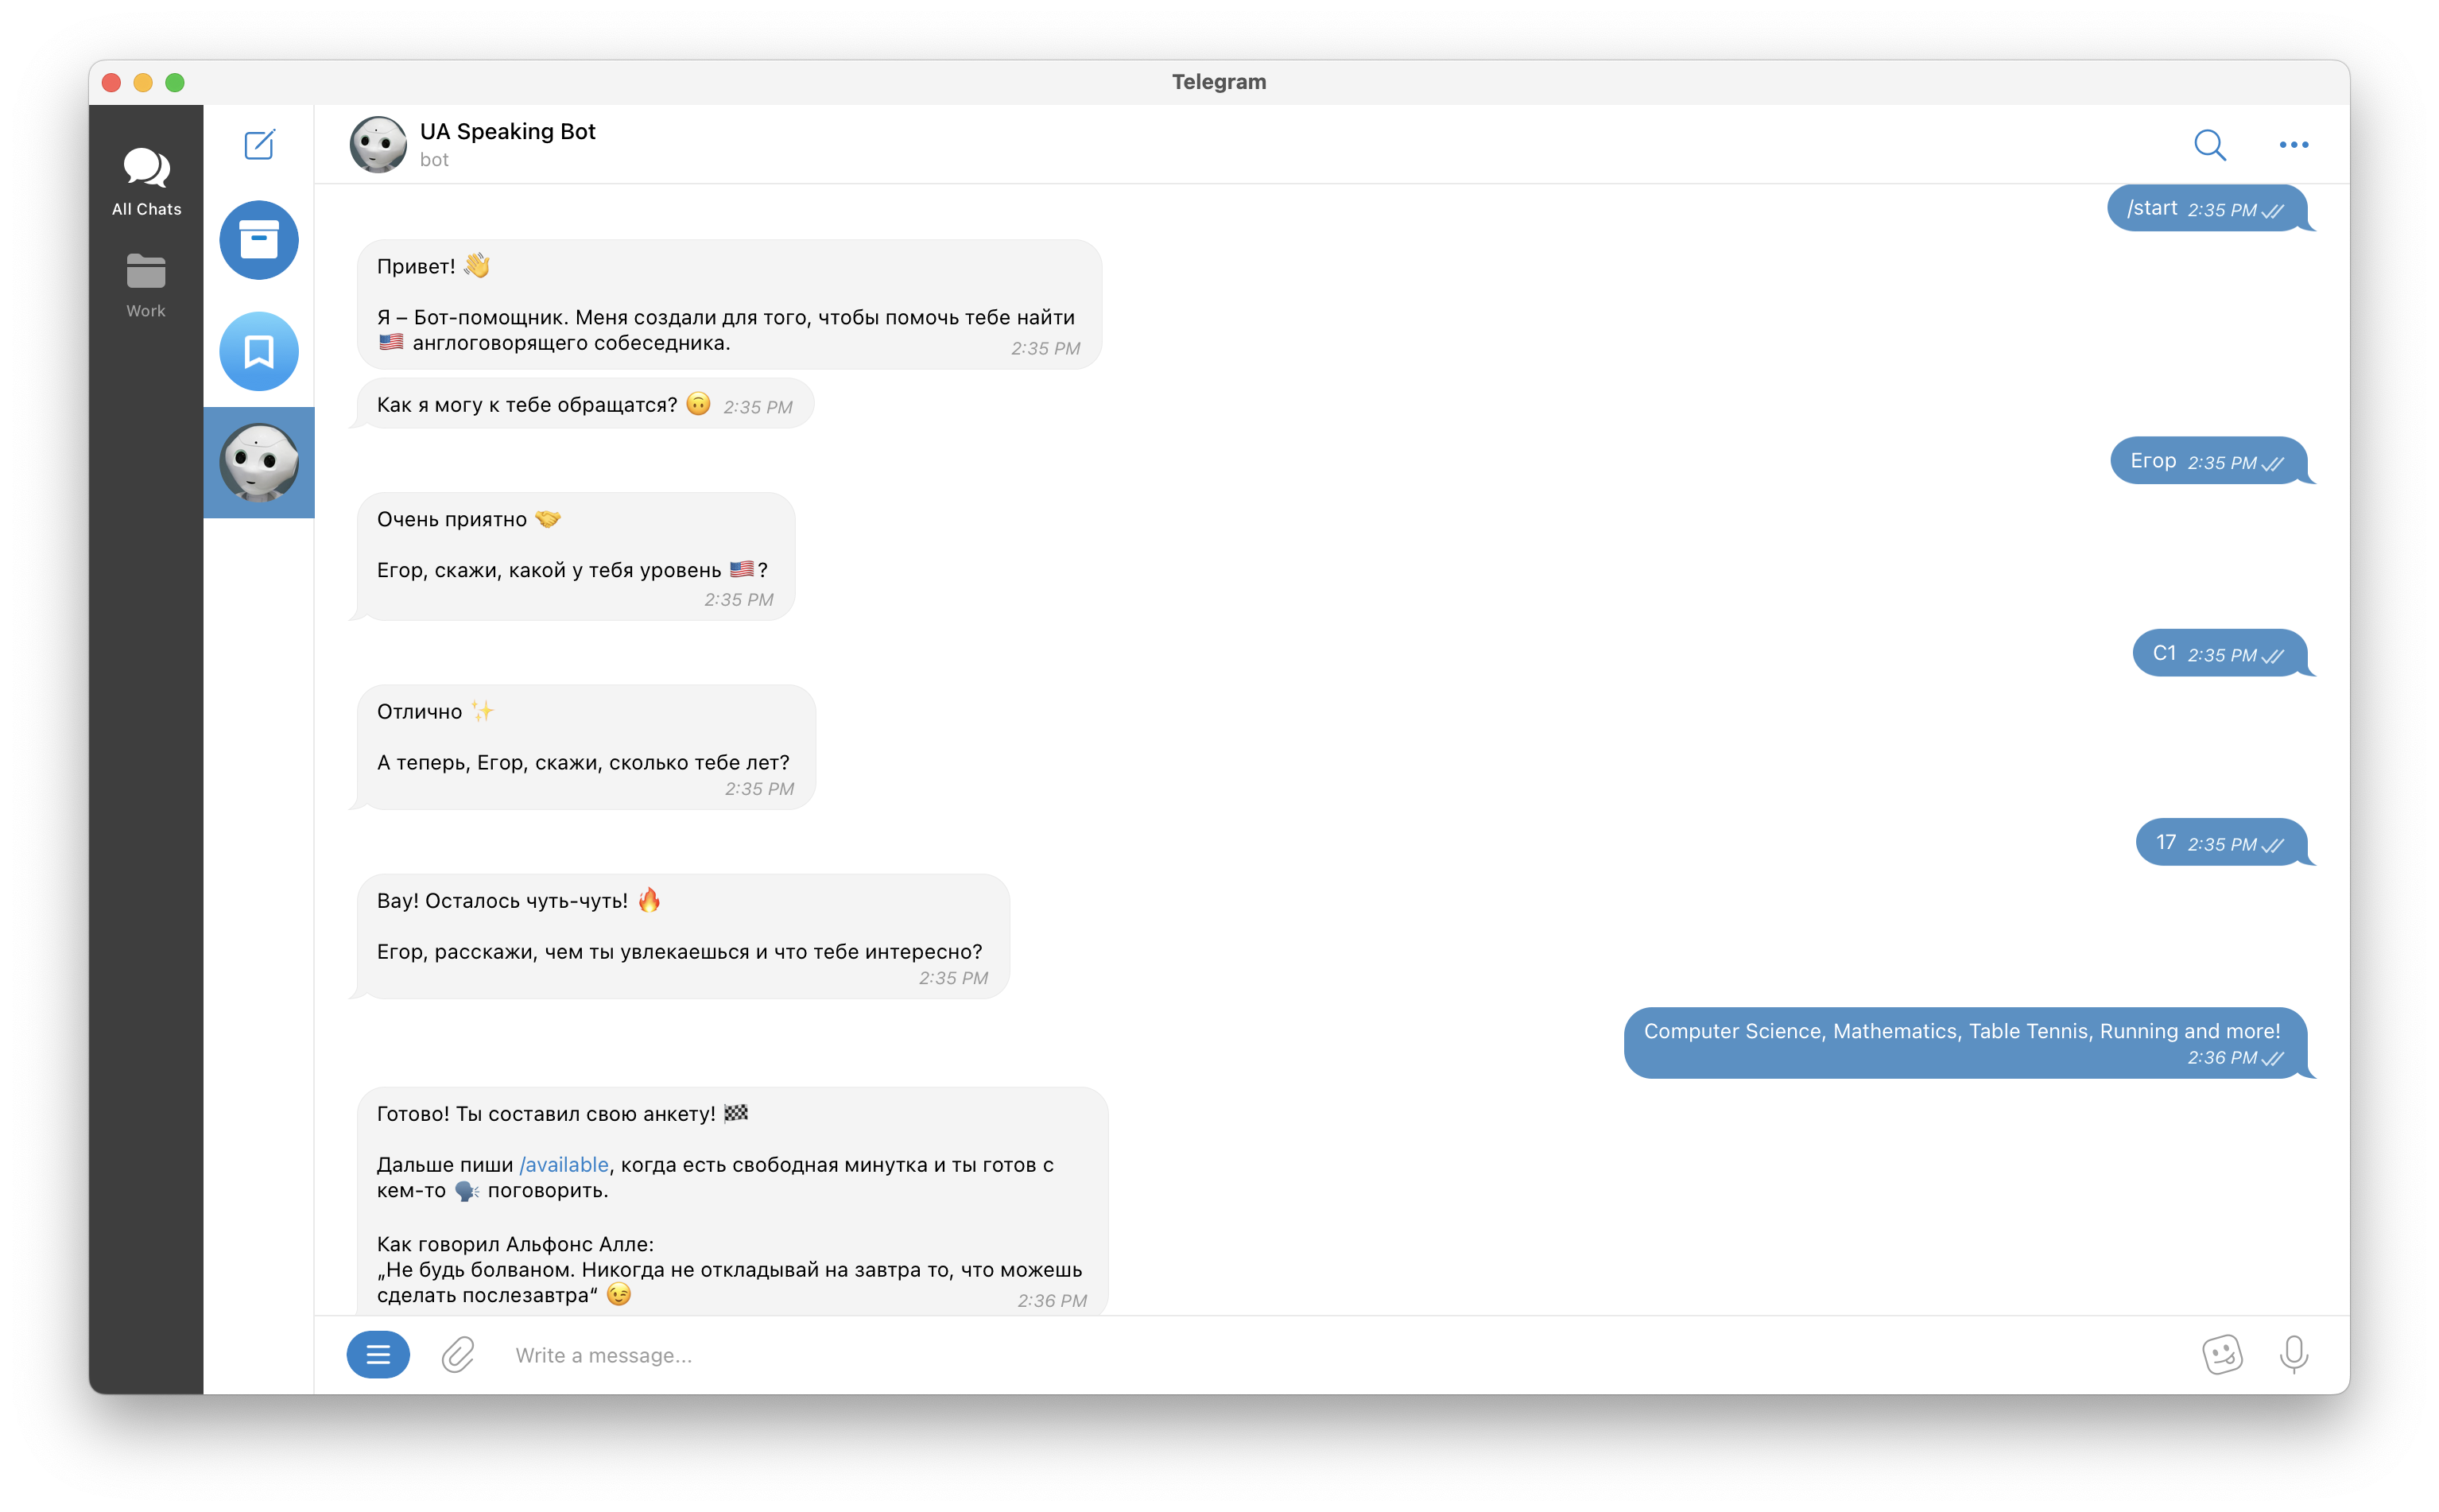 Telegram
All Chats
Work
UA Speaking Bot
bot
/start 2:35 PM
Привет! 👋
Я – Бот-помощник. Меня создали для того, чтобы помочь тебе найти
🇺🇸 англоговорящего собеседника. 2:35 PM
Как я могу к тебе обращатся? 🙃 2:35 PM
Егор 2:35 PM
Очень приятно 🤝
Егор, скажи, какой у тебя уровень 🇺🇸?
2:35 PM
C1 2:35 PM
Отлично ✨
А теперь, Егор, скажи, сколько тебе лет?
2:35 PM
17 2:35 PM
Вау! Осталось чуть-чуть! 🔥
Егор, расскажи, чем ты увлекаешься и что тебе интересно?
2:35 PM
Computer Science, Mathematics, Table Tennis, Running and more!
2:36 PM
Готово! Ты составил свою анкету! 🏁
Дальше пиши /available, когда есть свободная минутка и ты готов с
кем-то 🗣 поговорить.
Как говорил Альфонс Алле:
„Не будь болваном. Никогда не откладывай на завтра то, что можешь
сделать послезавтра“ 😉 2:36 PM
Write a message...